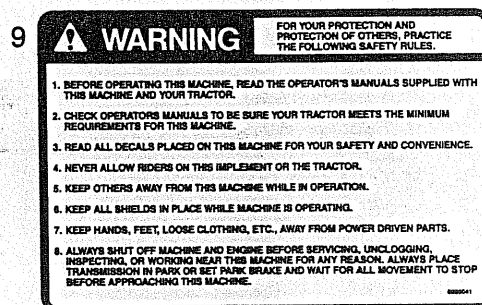 9
WARNING
FOR YOUR PROTECTION AND
PROTECTION OF OTHERS, PRACTICE
THE FOLLOWING SAFETY RULES.
1. BEFORE OPERATING THIS MACHINE, READ THE OPERATOR'S MANUALS SUPPLIED WITH
THIS MACHINE AND YOUR TRACTOR.
2. CHECK OPERATORS MANUALS TO BE SURE YOUR TRACTOR MEETS THE MINIMUM
REQUIREMENTS FOR THIS MACHINE.
3. READ ALL DECALS PLACED ON THIS MACHINE FOR YOUR SAFETY AND CONVENIENCE.
4. NEVER ALLOW RIDERS ON THIS IMPLEMENT OR THE TRACTOR.
5. KEEP OTHERS AWAY FROM THIS MACHINE WHILE IN OPERATION.
6. KEEP ALL SHIELDS IN PLACE WHILE MACHINE IS OPERATING.
7. KEEP HANDS, FEET, LOOSE CLOTHING, ETC., AWAY FROM POWER DRIVEN PARTS.
8. ALWAYS SHUT OFF MACHINE AND ENGINE BEFORE SERVICING, UNCLOGGING,
INSPECTING, OR WORKING NEAR THIS MACHINE FOR ANY REASON. ALWAYS PLACE
TRANSMISSION IN PARK OR SET PARK BRAKE AND WAIT FOR ALL MOVEMENT TO STOP
BEFORE APPROACHING THIS MACHINE.